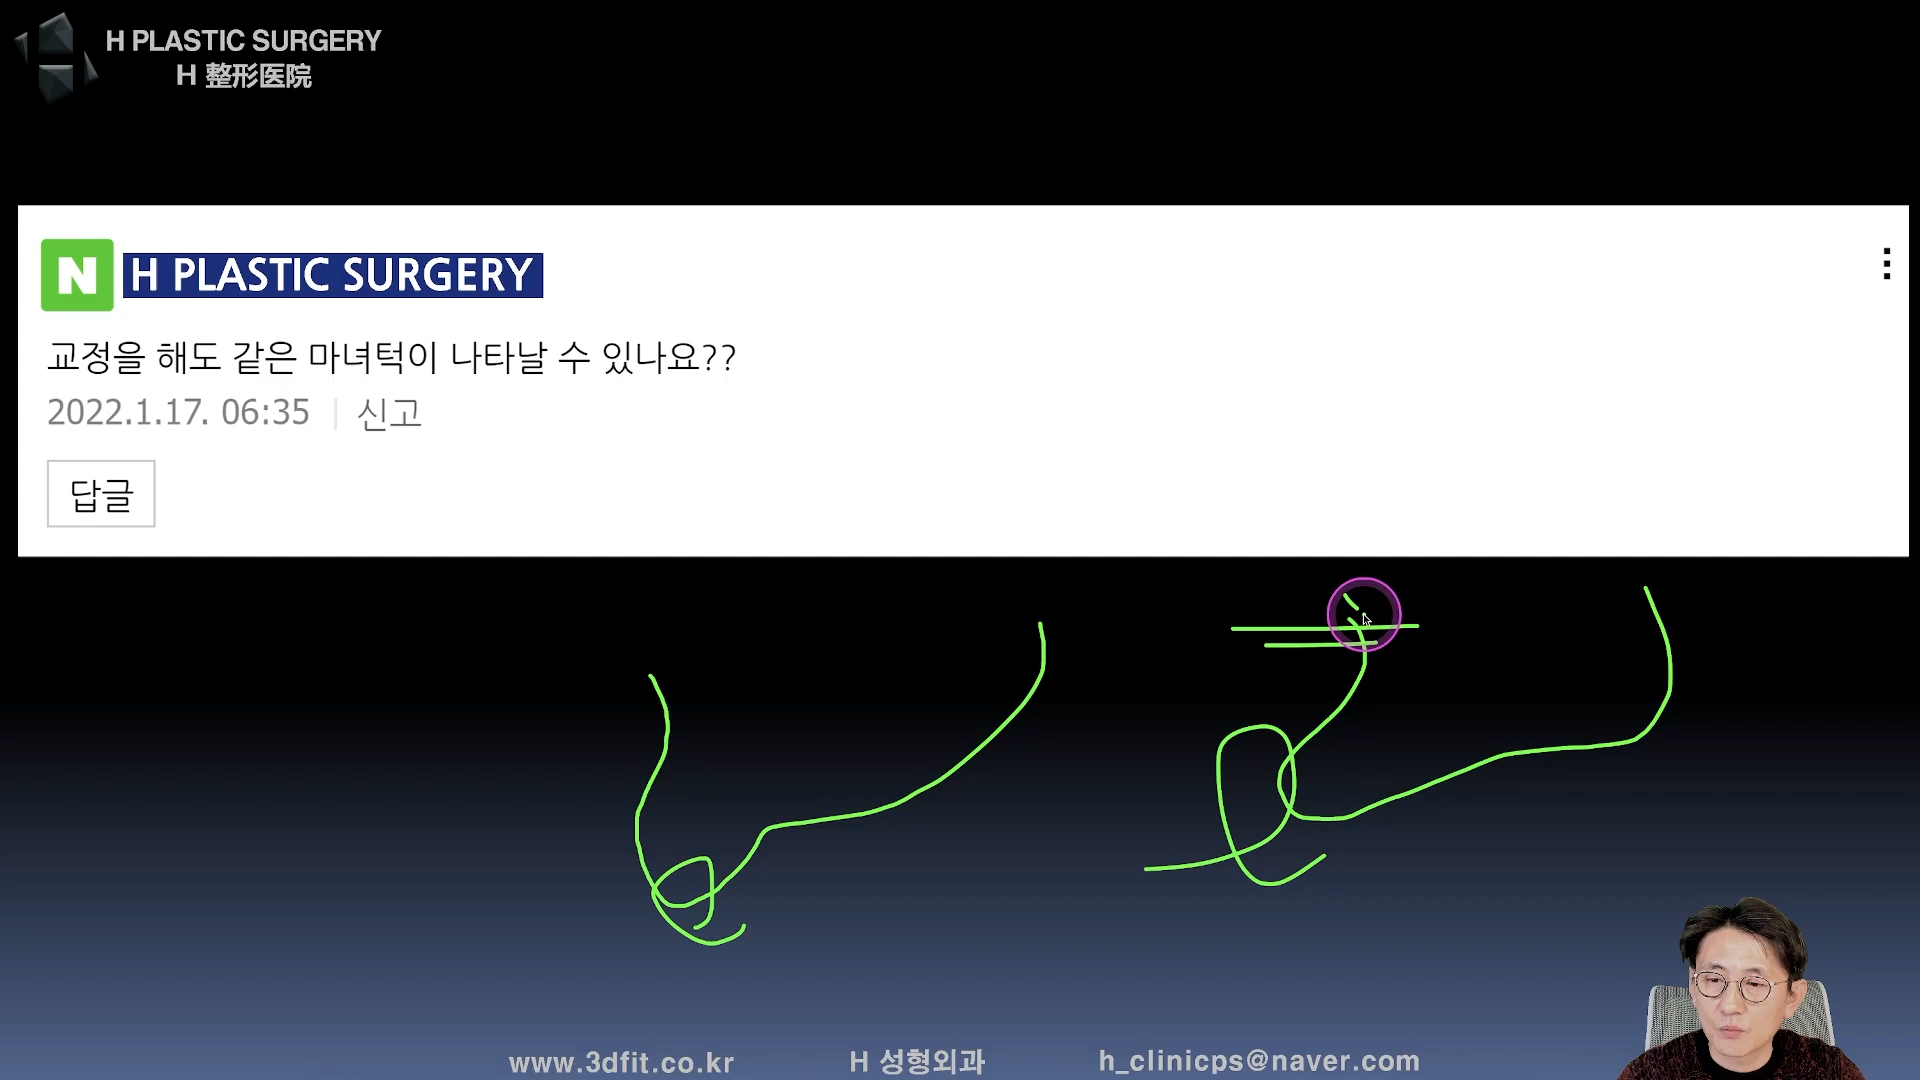 H PLASTIC SURGERY
H 整形医院
N H PLASTIC SURGERY
교정을 해도 같은 마녀턱이 나타날 수 있나요??
2022.1.17. 06:35 | 신고
답글
www.3dfit.co.kr H 성형외과 h_clinicps@naver.com